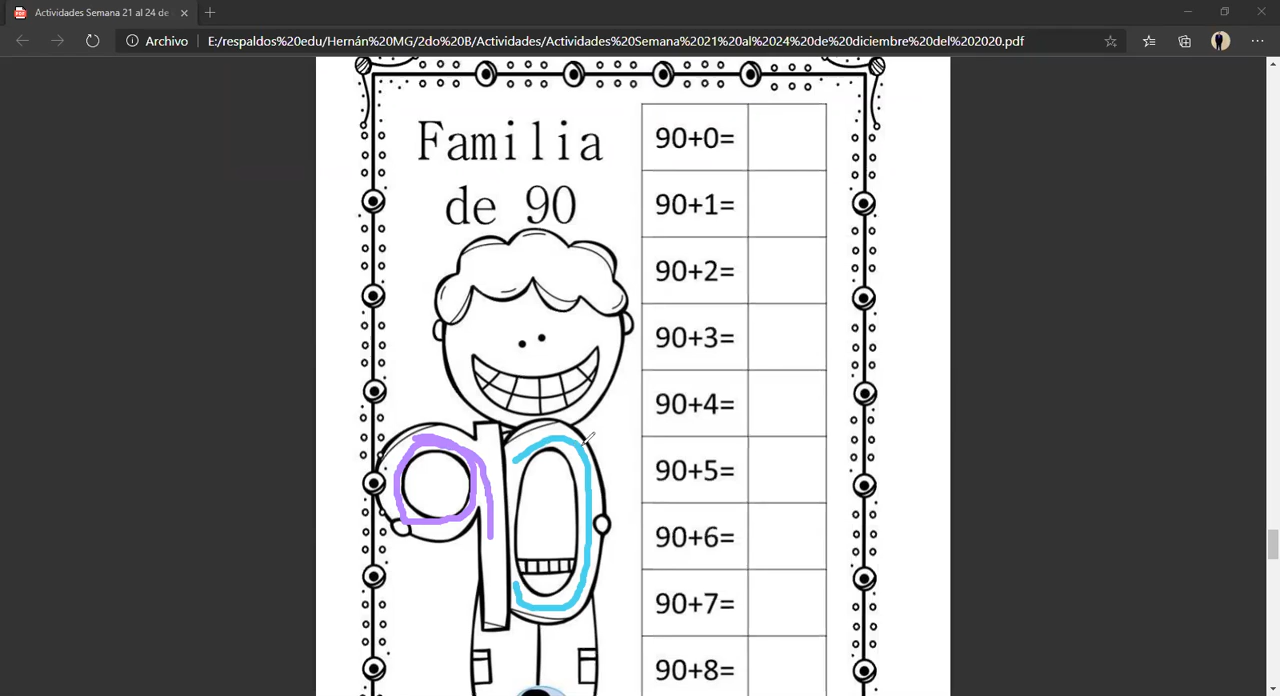 Actividades Semana 21 al 24 de
Archivo
E:/respaldos%20edu/Hernán%20MG/2do%20B/Actividades/Actividades%20Semana%2021%20al%2024%20de%20diciembre%20del%202020.pdf
Familia
de 90
90+0=
90+1=
90+2=
90+3=
90+4=
90+5=
90+6=
90+7=
90+8=
90